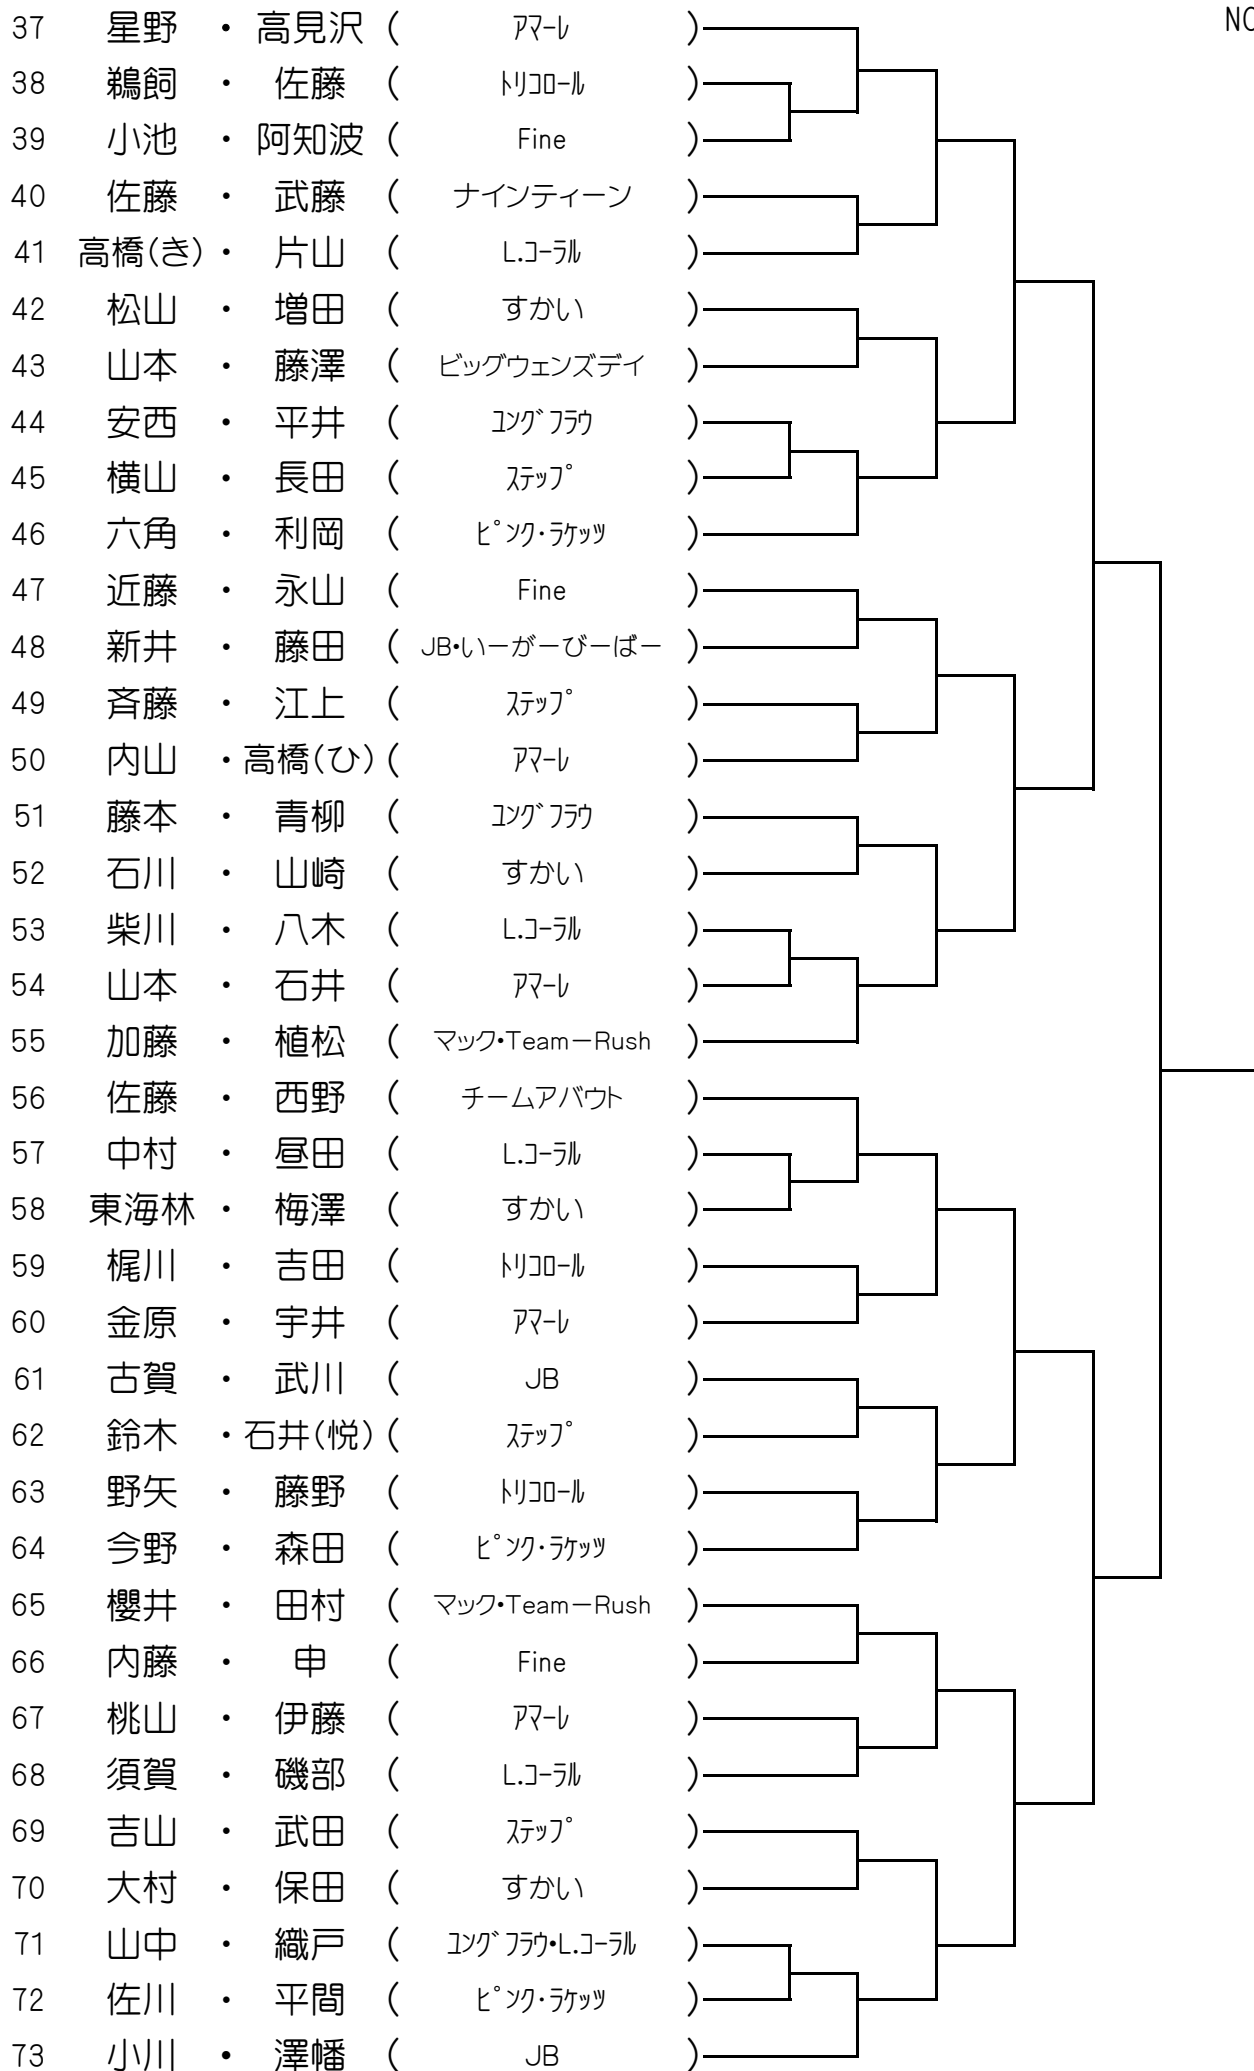 37 星野 ・ 高見沢 ( ｱﾏｰﾚ ) NO
38 鵜飼 ・ 佐藤 ( ﾄﾘｺﾛｰﾙ )
39 小池 ・ 阿知波 ( Fine )
40 佐藤 ・ 武藤 ( ナインティーン )
41 高橋(き) ・ 片山 ( L.ｺｰﾗﾙ )
42 松山 ・ 増田 ( すかい )
43 山本 ・ 藤澤 ( ビッグウェンズデイ )
44 安西 ・ 平井 ( ﾕﾝｸﾞﾌﾗｳ )
45 横山 ・ 長田 ( ｽﾃｯﾌﾟ )
46 六角 ・ 利岡 ( ﾋﾟﾝｸ・ﾗｹｯﾂ )
47 近藤 ・ 永山 ( Fine )
48 新井 ・ 藤田 ( JB・いーがーびーばー )
49 斉藤 ・ 江上 ( ｽﾃｯﾌﾟ )
50 内山 ・ 高橋(ひ) ( ｱﾏｰﾚ )
51 藤本 ・ 青柳 ( ﾕﾝｸﾞﾌﾗｳ )
52 石川 ・ 山崎 ( すかい )
53 柴川 ・ 八木 ( L.ｺｰﾗﾙ )
54 山本 ・ 石井 ( ｱﾏｰﾚ )
55 加藤 ・ 植松 ( マック・Team－Rush )
56 佐藤 ・ 西野 ( チームアバウト )
57 中村 ・ 昼田 ( L.ｺｰﾗﾙ )
58 東海林 ・ 梅澤 ( すかい )
59 梶川 ・ 吉田 ( ﾄﾘｺﾛｰﾙ )
60 金原 ・ 宇井 ( ｱﾏｰﾚ )
61 古賀 ・ 武川 ( JB )
62 鈴木 ・ 石井(悦) ( ｽﾃｯﾌﾟ )
63 野矢 ・ 藤野 ( ﾄﾘｺﾛｰﾙ )
64 今野 ・ 森田 ( ﾋﾟﾝｸ・ﾗｹｯﾂ )
65 櫻井 ・ 田村 ( マック・Team－Rush )
66 内藤 ・ 申 ( Fine )
67 桃山 ・ 伊藤 ( ｱﾏｰﾚ )
68 須賀 ・ 磯部 ( L.ｺｰﾗﾙ )
69 吉山 ・ 武田 ( ｽﾃｯﾌﾟ )
70 大村 ・ 保田 ( すかい )
71 山中 ・ 織戸 ( ﾕﾝｸﾞﾌﾗｳ・L.ｺｰﾗﾙ )
72 佐川 ・ 平間 ( ﾋﾟﾝｸ・ﾗｹｯﾂ )
73 小川 ・ 澤幡 ( JB )